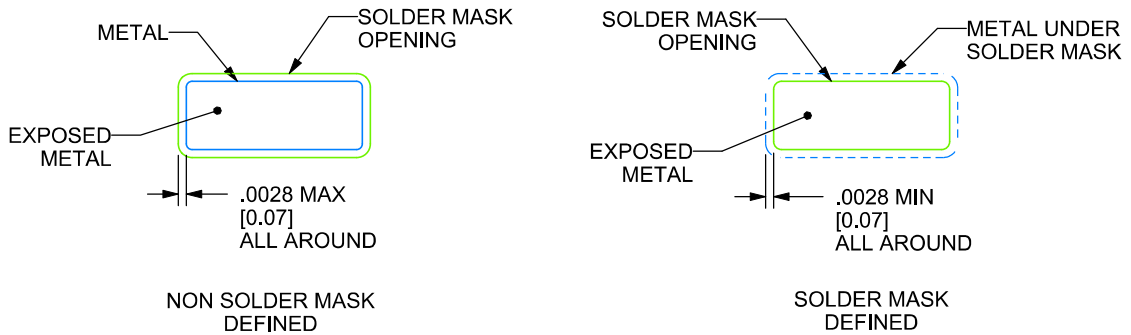 METAL
SOLDER MASK
OPENING
EXPOSED
METAL
.0028 MAX
[0.07]
ALL AROUND
NON SOLDER MASK
DEFINED
SOLDER MASK
OPENING
METAL UNDER
SOLDER MASK
EXPOSED
METAL
.0028 MIN
[0.07]
ALL AROUND
SOLDER MASK
DEFINED